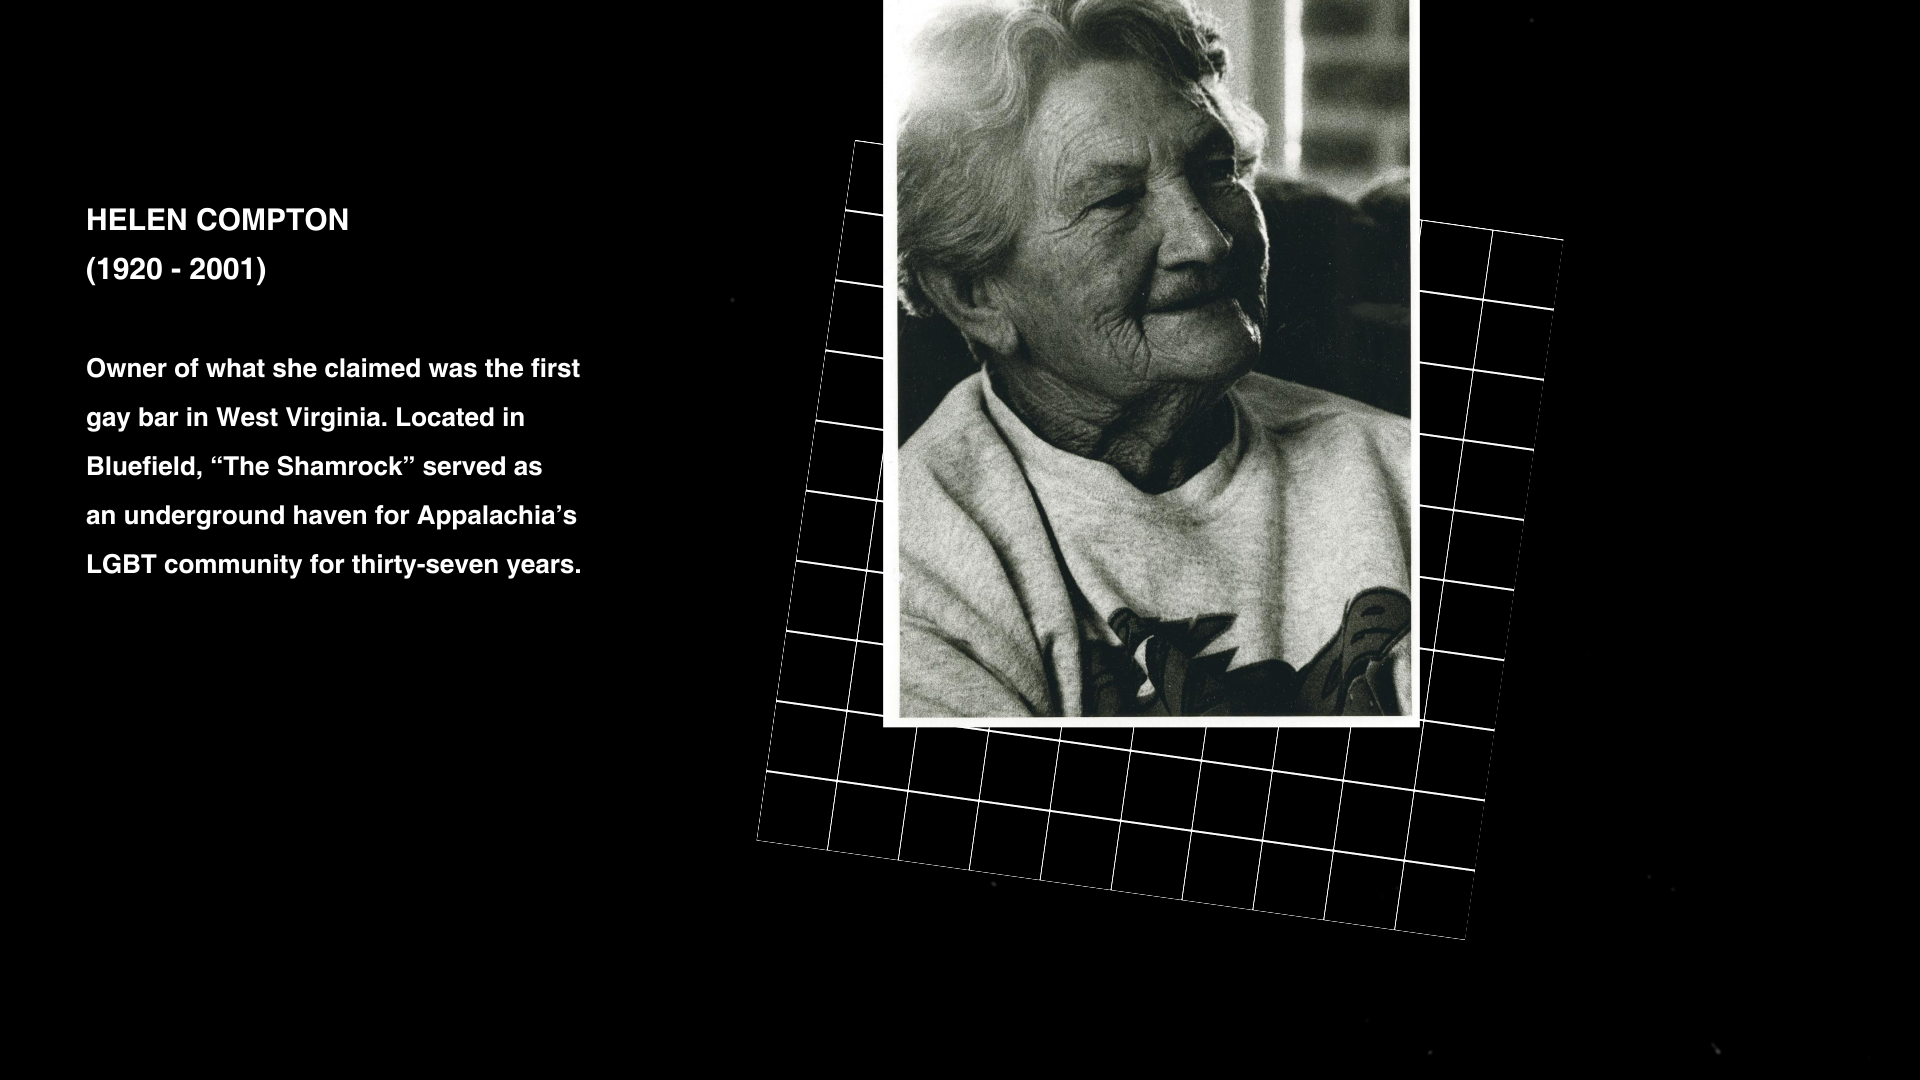 HELEN COMPTON
(1920 - 2001)
Owner of what she claimed was the first
gay bar in West Virginia. Located in
Bluefield, “The Shamrock” served as
an underground haven for Appalachia’s
LGBT community for thirty-seven years.